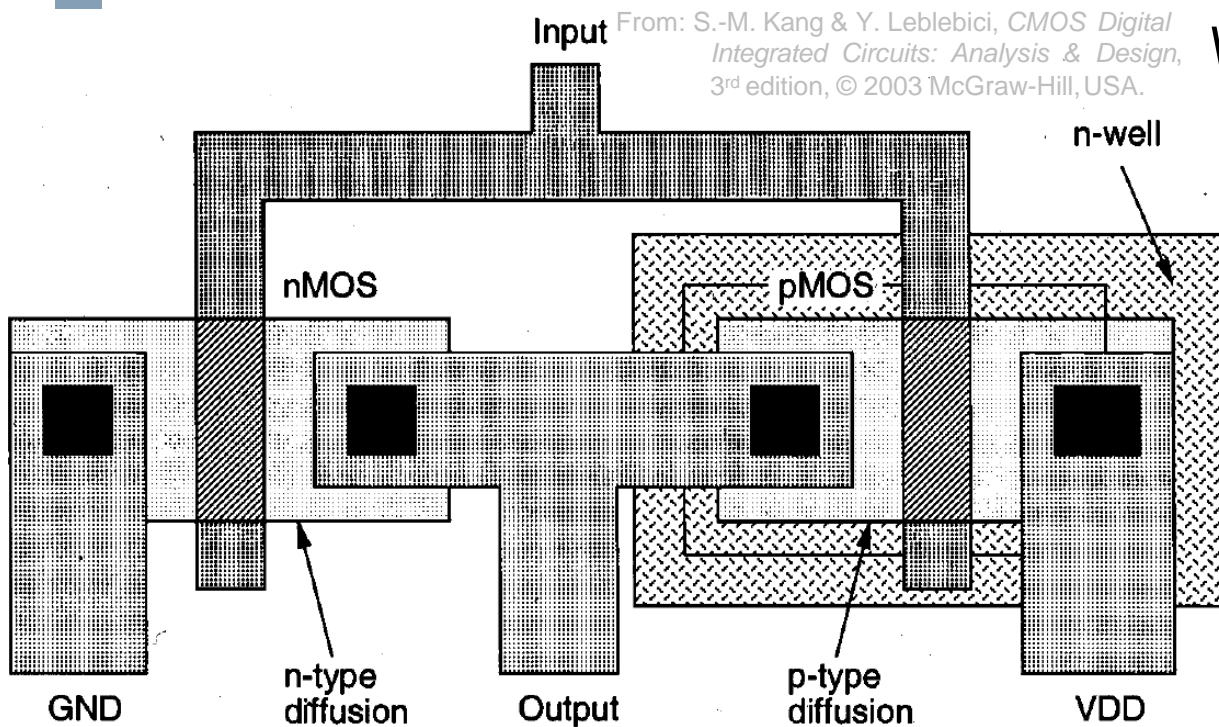 From: S.-M. Kang & Y. Leblebici, CMOS Digital
Integrated Circuits: Analysis & Design,
3rd edition, © 2003 McGraw-Hill, USA.
Input
n-well
nMOS
pMOS
n-type
diffusion
p-type
diffusion
GND
Output
VDD